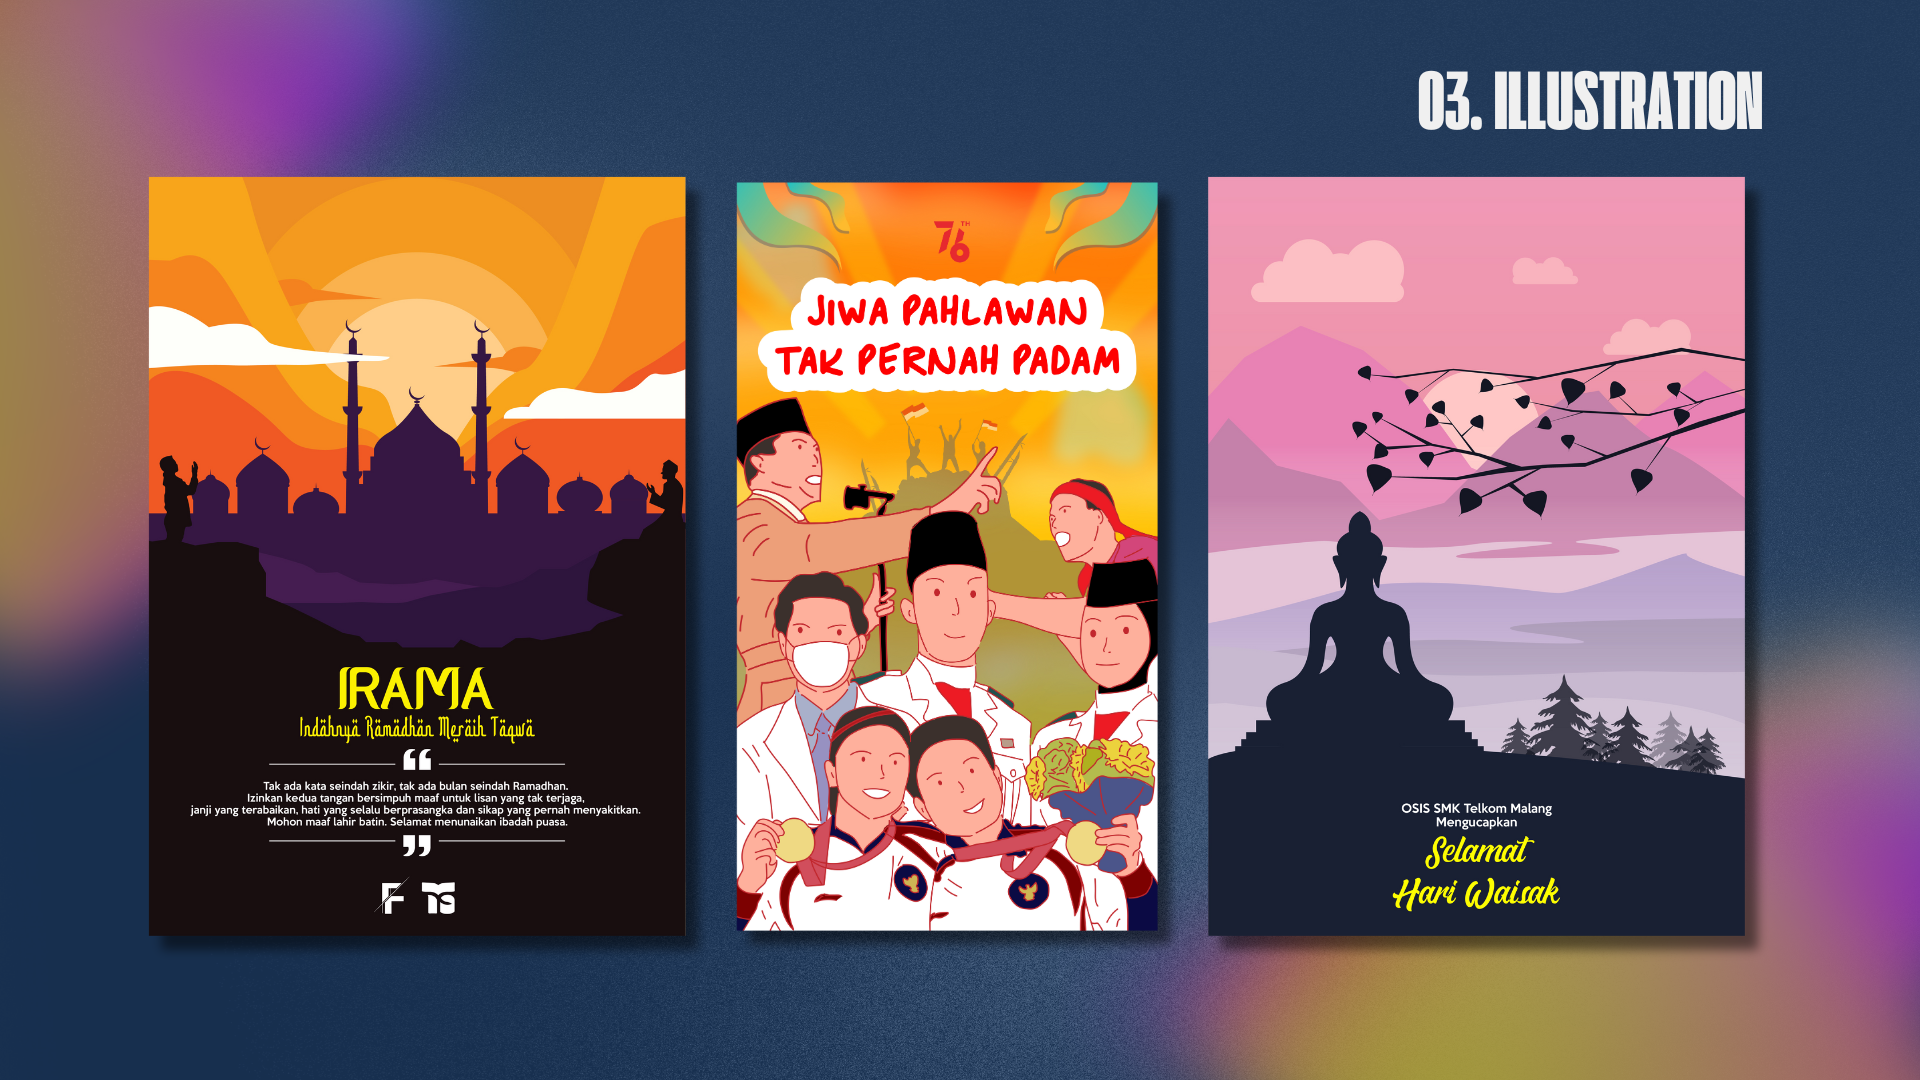 03. ILLUSTRATION
IRAMA
Indahnya Ramadhan Meraih Taqwa
“
Tak ada kata seindah zikir, tak ada bulan seindah Ramadhan.
Izinkan kedua tangan bersimpuh maaf untuk lisan yang tak terjaga,
janji yang terabaikan, hati yang selalu berprasangka dan sikap yang pernah menyakitkan.
Mohon maaf lahir batin. Selamat menunaikan ibadah puasa.
”
76TH
JIWA PAHLAWAN
TAK PERNAH PADAM
OSIS SMK Telkom Malang
Mengucapkan
Selamat
Hari Waisak